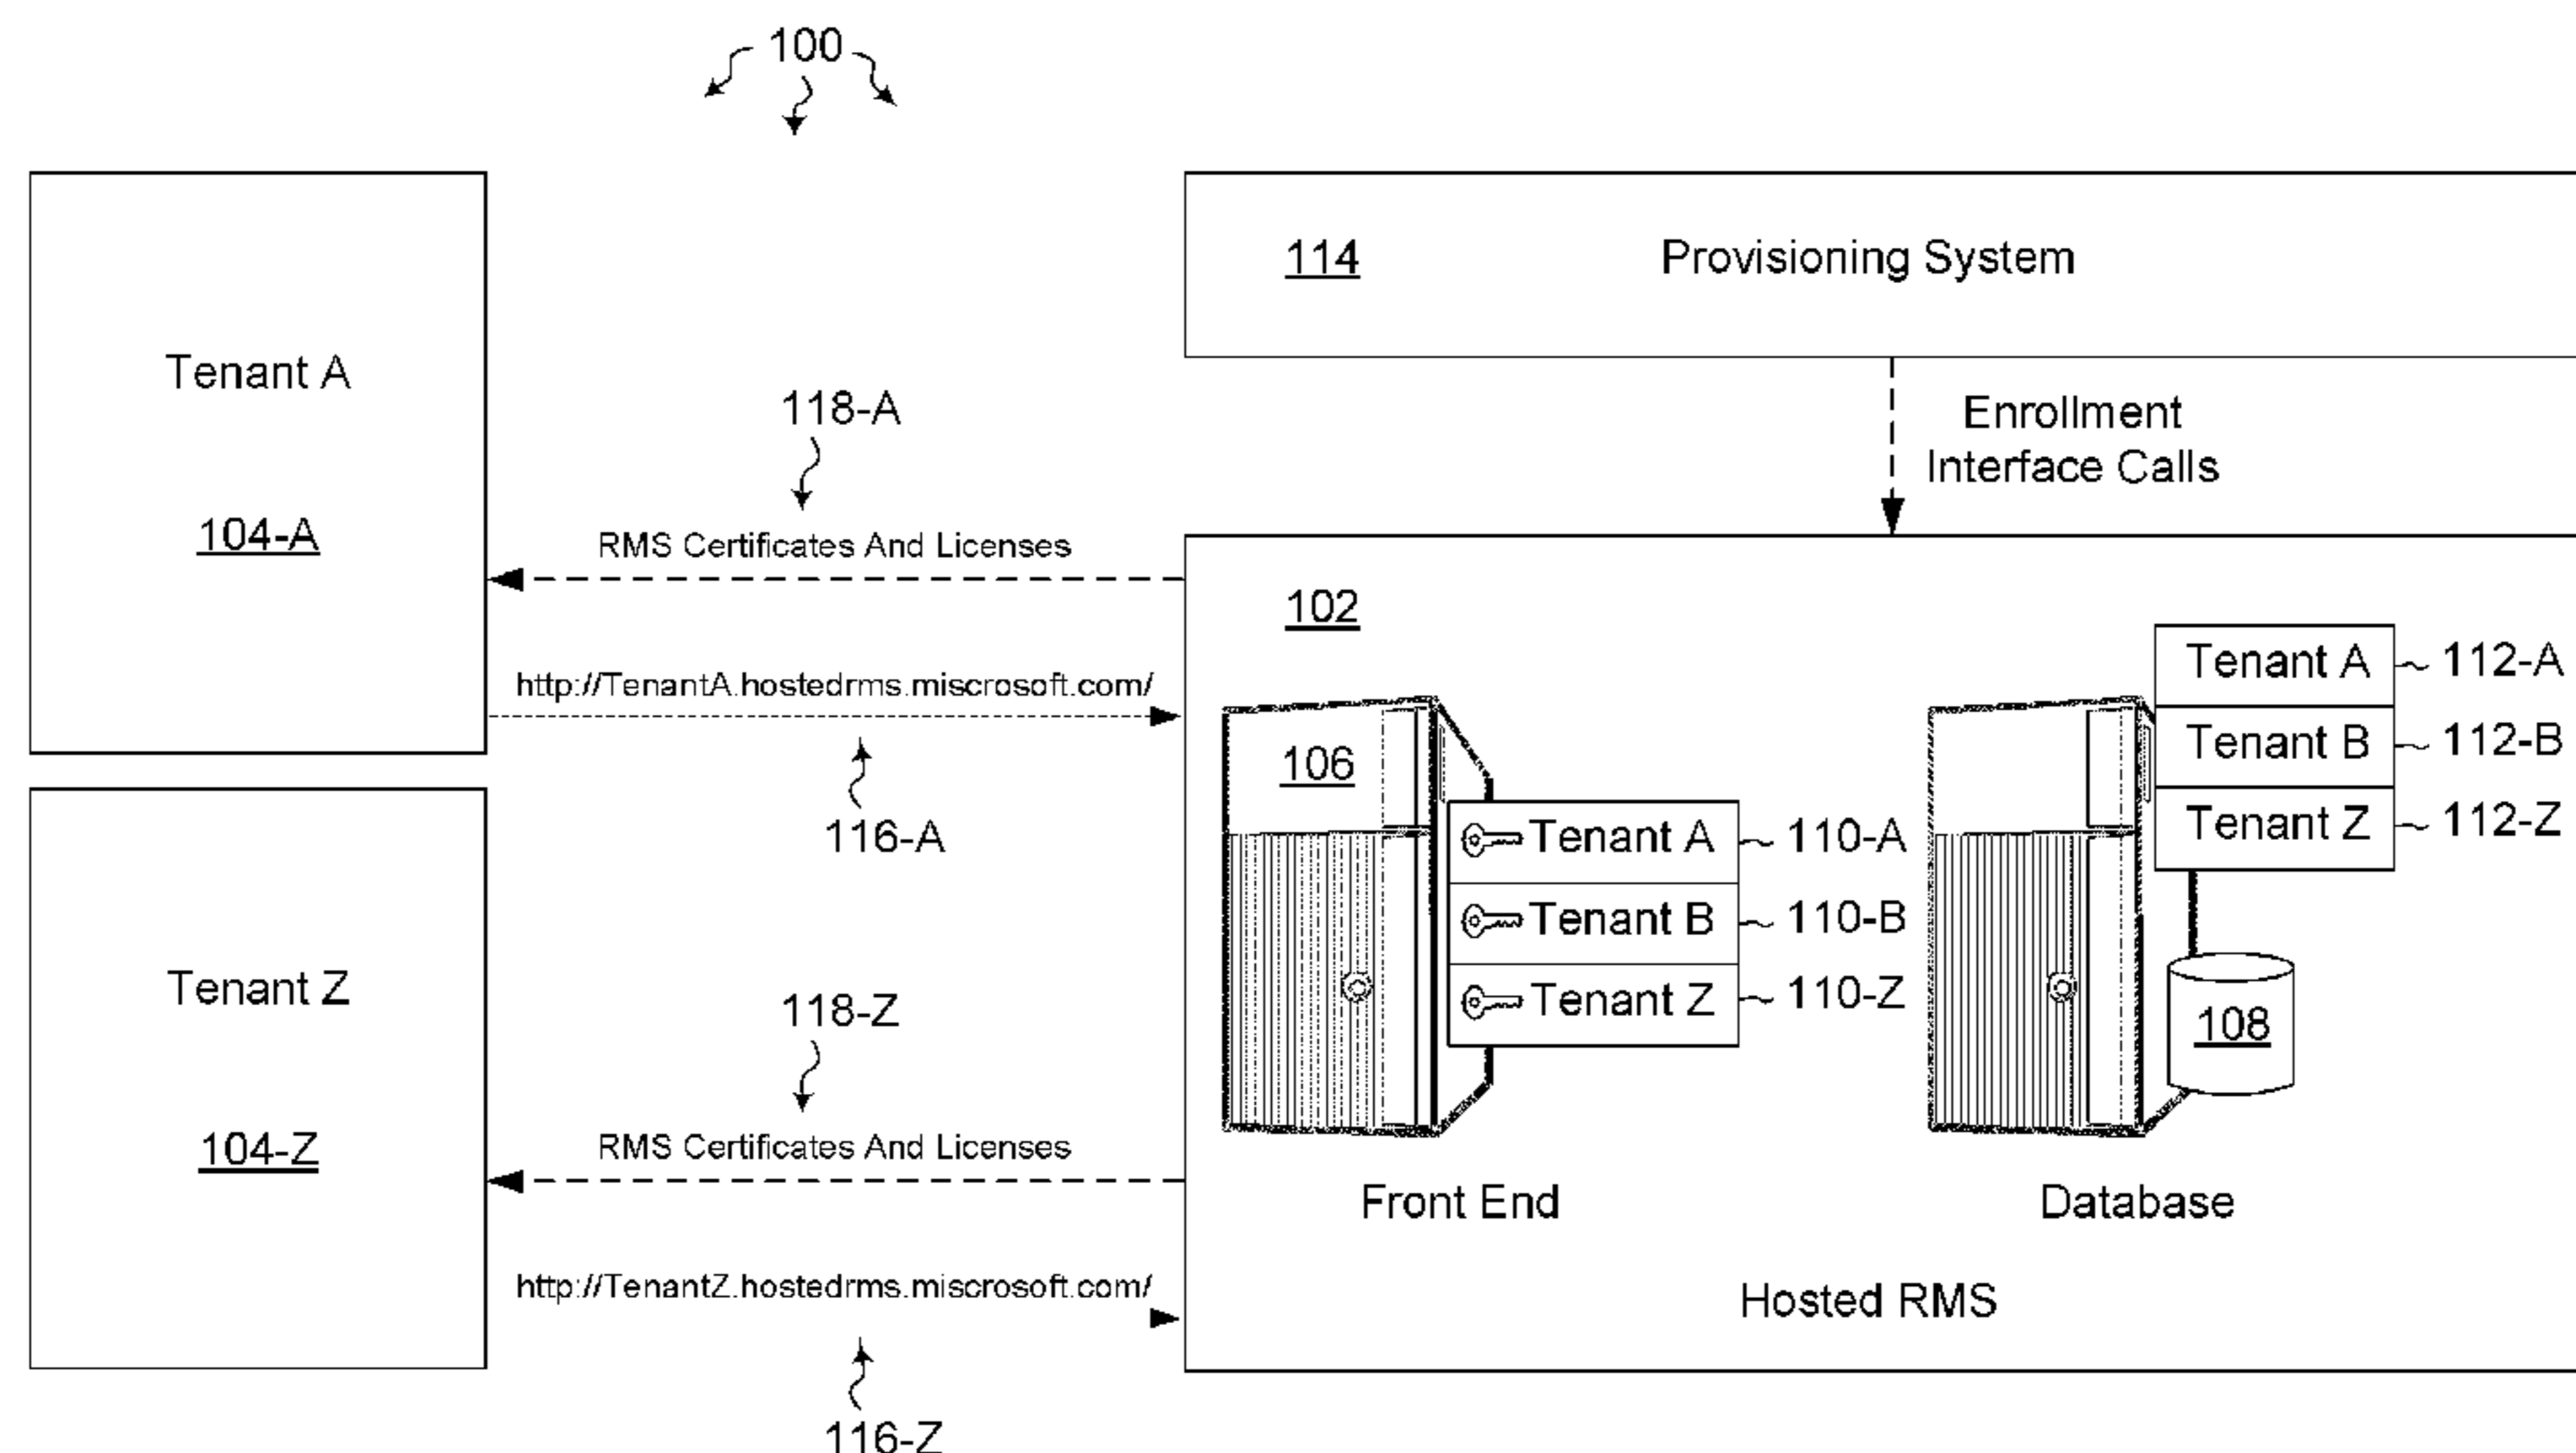 100
114
Provisioning System
Tenant A
104-A
118-A
RMS Certificates And Licenses
http://TenantA.hostedrms.miscrosoft.com/
116-A
Enrollment
Interface Calls
102
106
Tenant A
110-A
Tenant B
110-B
Tenant Z
110-Z
Front End
Tenant A
112-A
Tenant B
112-B
Tenant Z
112-Z
108
Database
Hosted RMS
Tenant Z
104-Z
118-Z
RMS Certificates And Licenses
http://TenantZ.hostedrms.miscrosoft.com/
116-Z